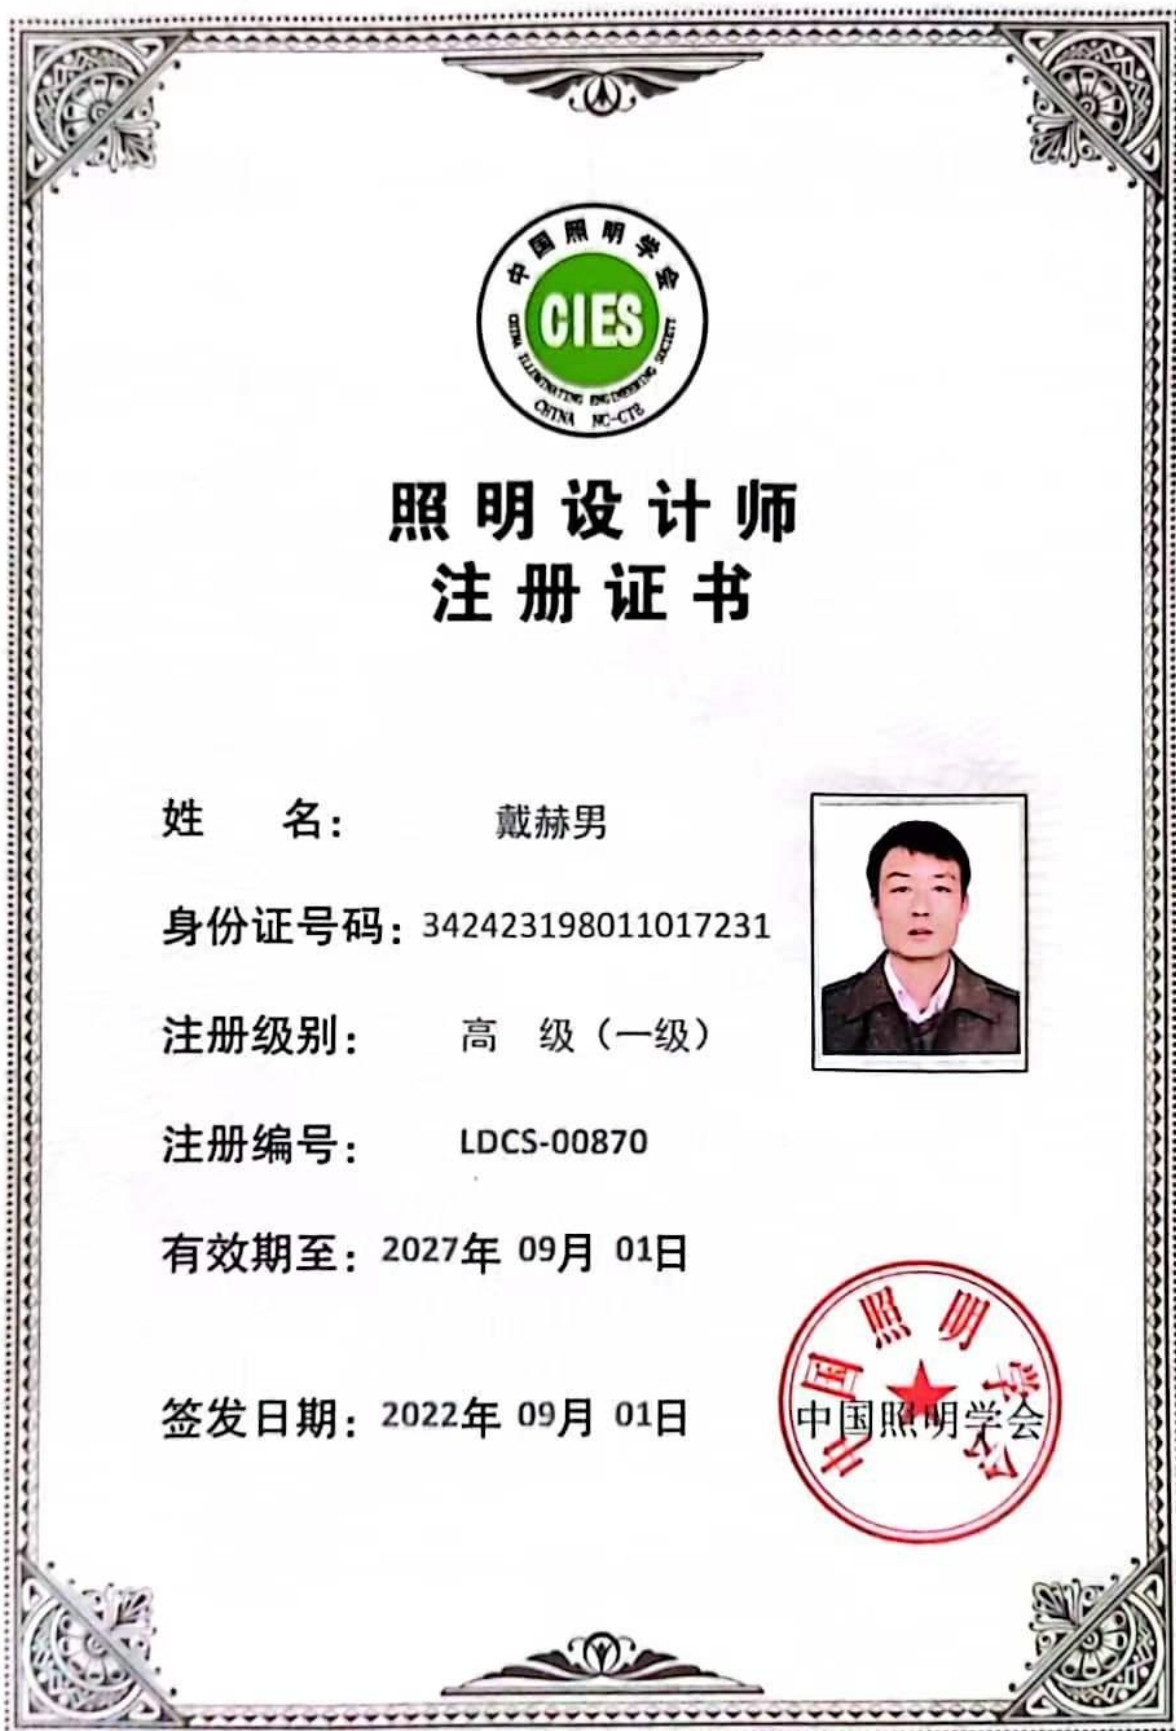 中国照明学会
CIES
CHINA ILLUMINATING ENGINEERING SOCIETY
CHINA NC-CIE
照明设计师
注册证书
姓 名： 戴赫男
身份证号码：342423198011017231
注册级别： 高 级（一级）
注册编号： LDCS-00870
有效期至：2027年 09月 01日
签发日期：2022年 09月 01日
中国照明学会
中国照明学会